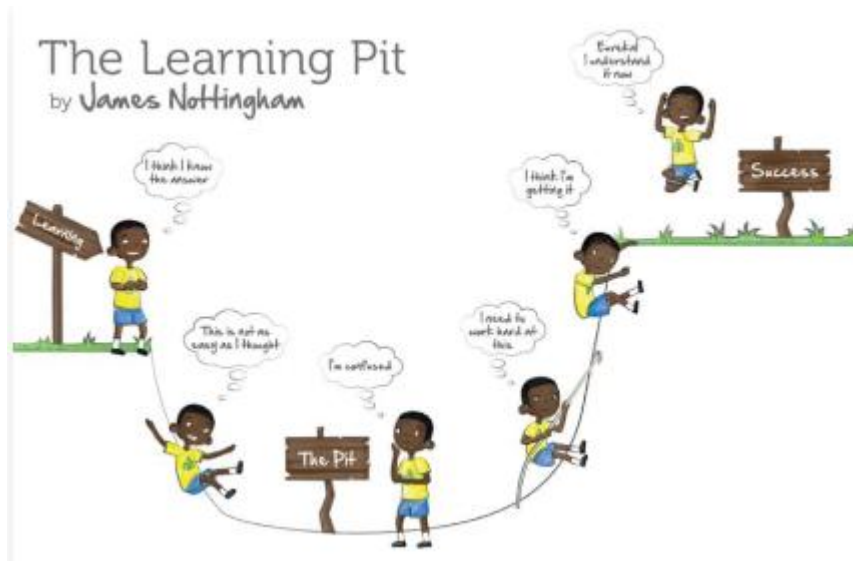 The Learning Pit
by James Nottingham
Eureka!
I understand
it now
I think I know
the answer
I think I'm
getting it
Success
Learning
This is not as
easy as I thought
I'm confused
I need to
work hard at
this
The Pit